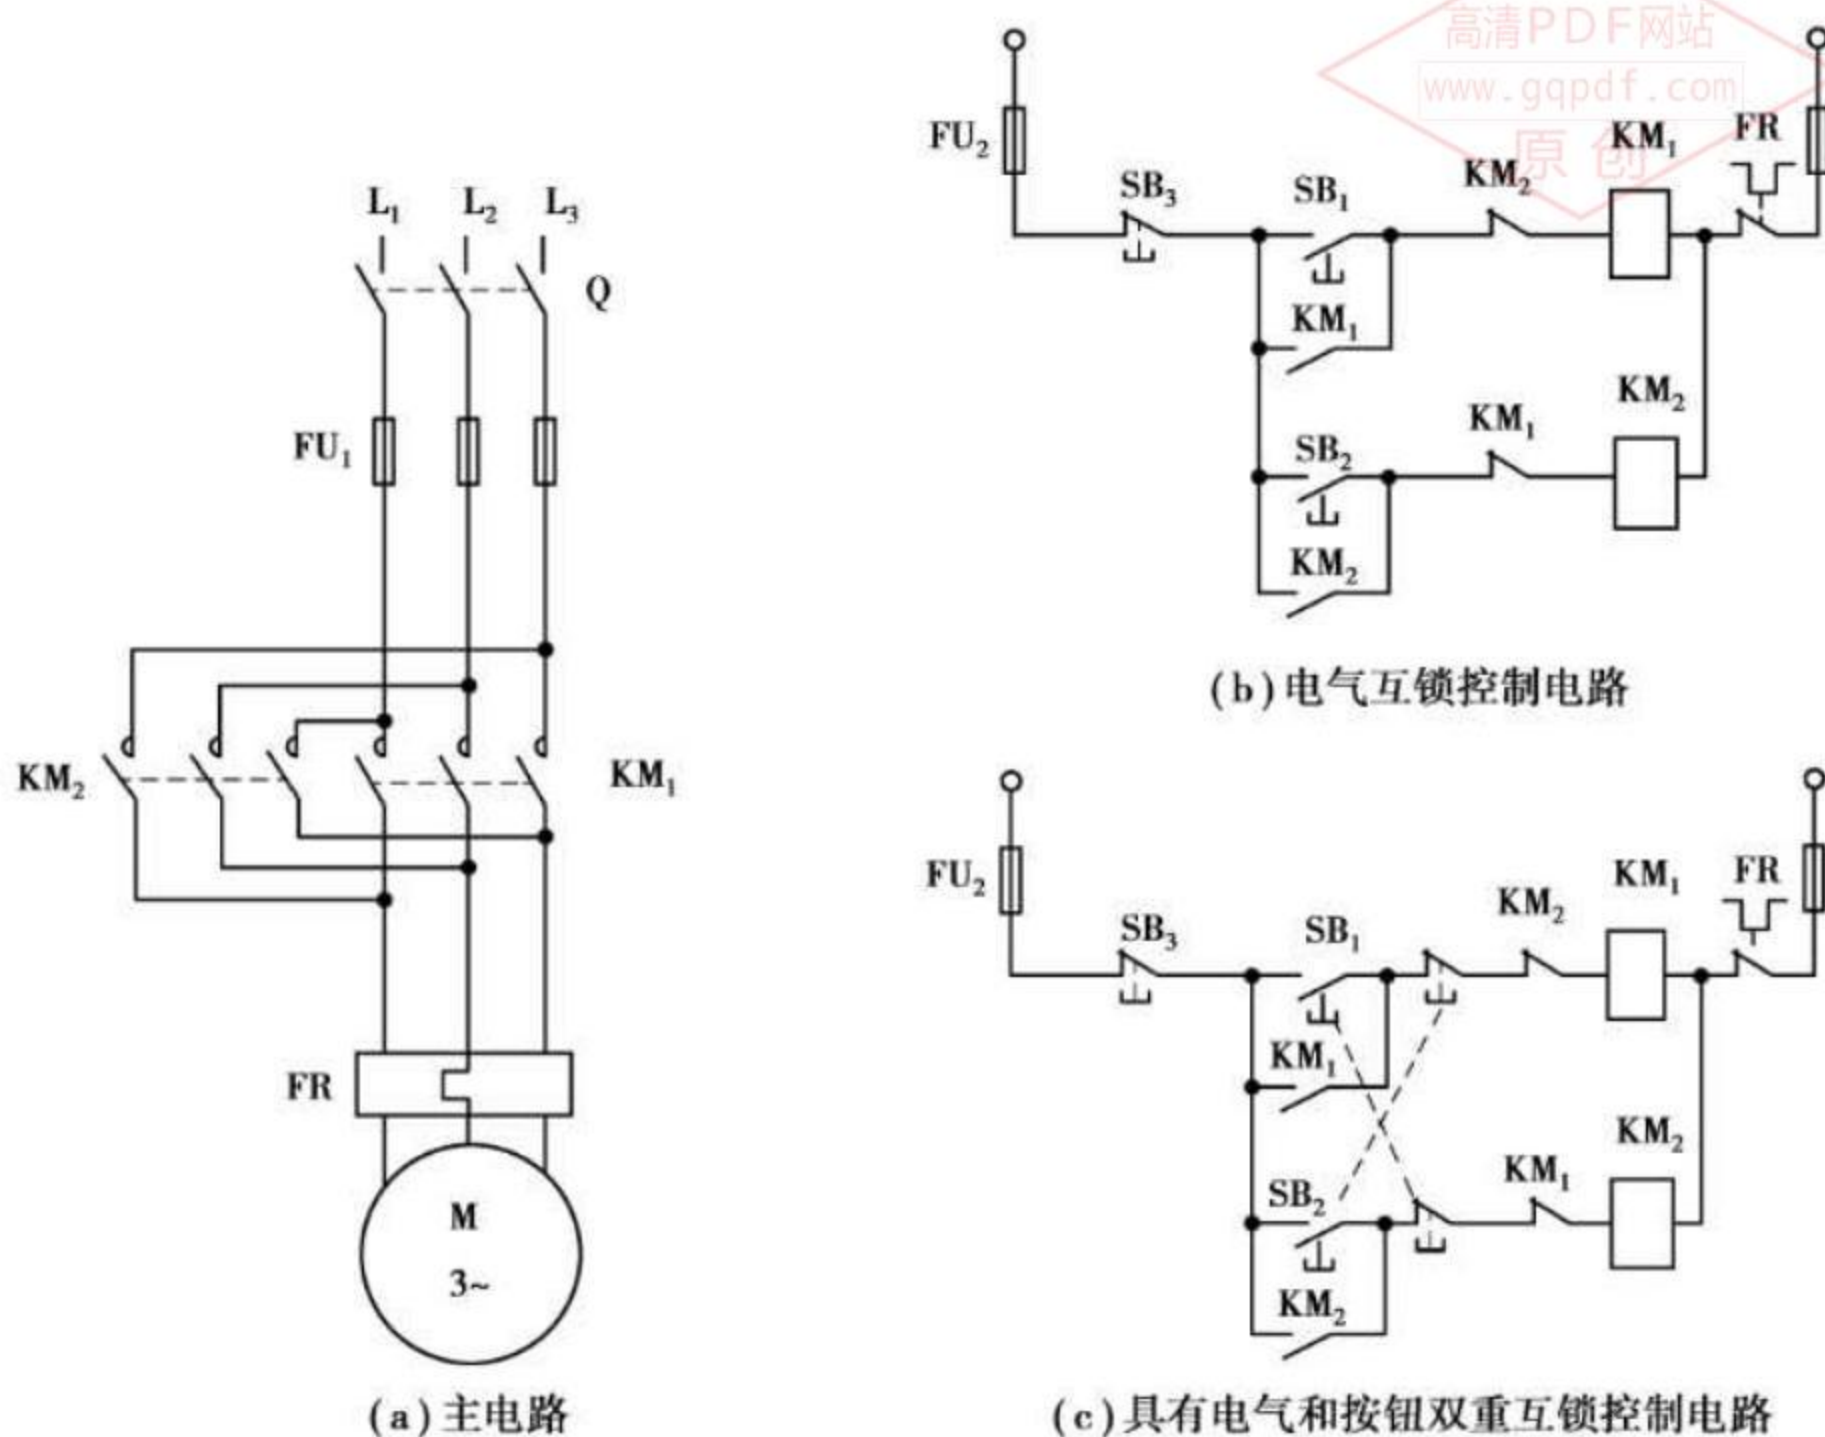 L₁ L₂ L₃
Q
FU₁
KM₂
KM₁
FR
M
3~
(a)主电路
高清PDF网站
www.gqpdf.com
原创
FU₂
SB₃
SB₁
KM₂
KM₁
FR
KM₁
SB₂
KM₁
KM₂
KM₂
(b)电气互锁控制电路
FU₂
SB₃
SB₁
KM₂
KM₁
FR
KM₁
SB₂
KM₁
KM₂
KM₂
(c)具有电气和按钮双重互锁控制电路